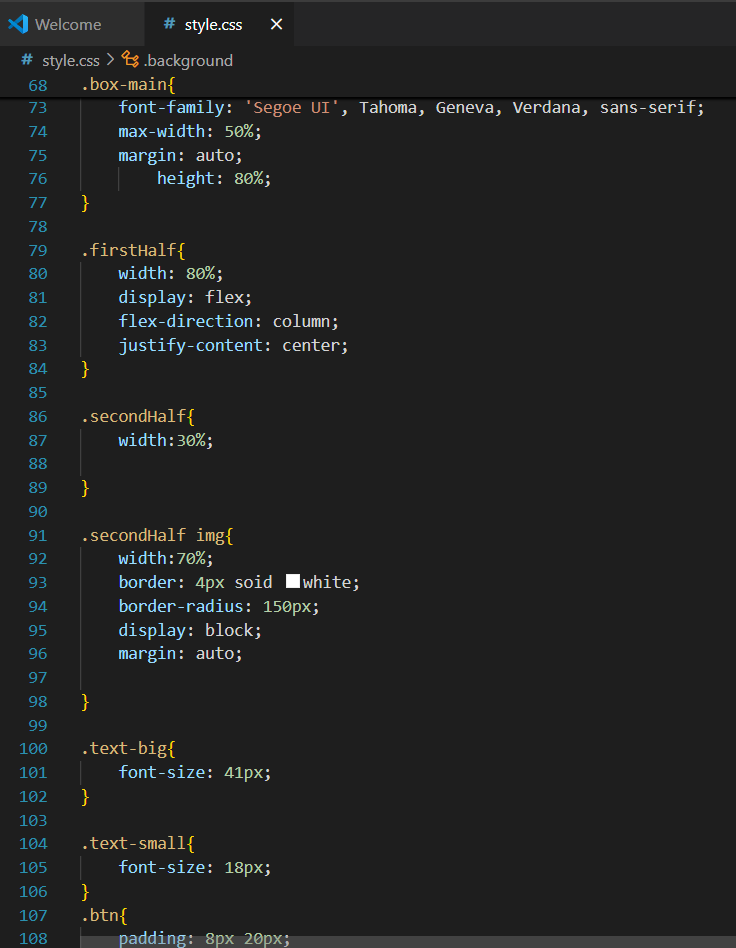 Welcome
# style.css ×
# style.css > .background
68 .box-main{
73 font-family: 'Segoe UI', Tahoma, Geneva, Verdana, sans-serif;
74 max-width: 50%;
75 margin: auto;
76 height: 80%;
77 }
78
79 .firstHalf{
80 width: 80%;
81 display: flex;
82 flex-direction: column;
83 justify-content: center;
84 }
85
86 .secondHalf{
87 width:30%;
88
89 }
90
91 .secondHalf img{
92 width:70%;
93 border: 4px soid white;
94 border-radius: 150px;
95 display: block;
96 margin: auto;
97
98 }
99
100 .text-big{
101 font-size: 41px;
102 }
103
104 .text-small{
105 font-size: 18px;
106 }
107 .btn{
108 padding: 8px 20px;